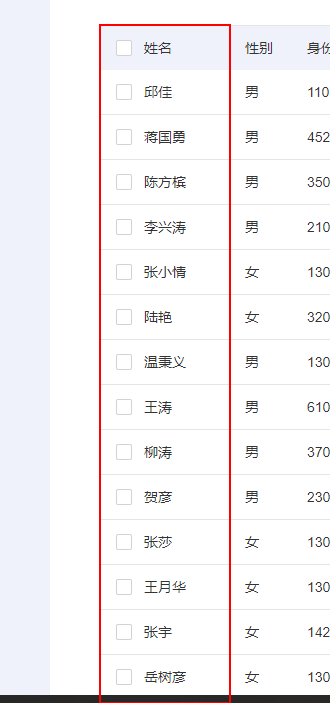 姓名 性别 身份
邱佳 男 110
蒋国勇 男 452
陈方槟 男 350
李兴涛 男 210
张小情 女 130
陆艳 女 320
温秉义 男 130
王涛 男 610
柳涛 男 370
贺彦 男 230
张莎 女 130
王月华 女 130
张宇 女 142
岳树彦 女 130